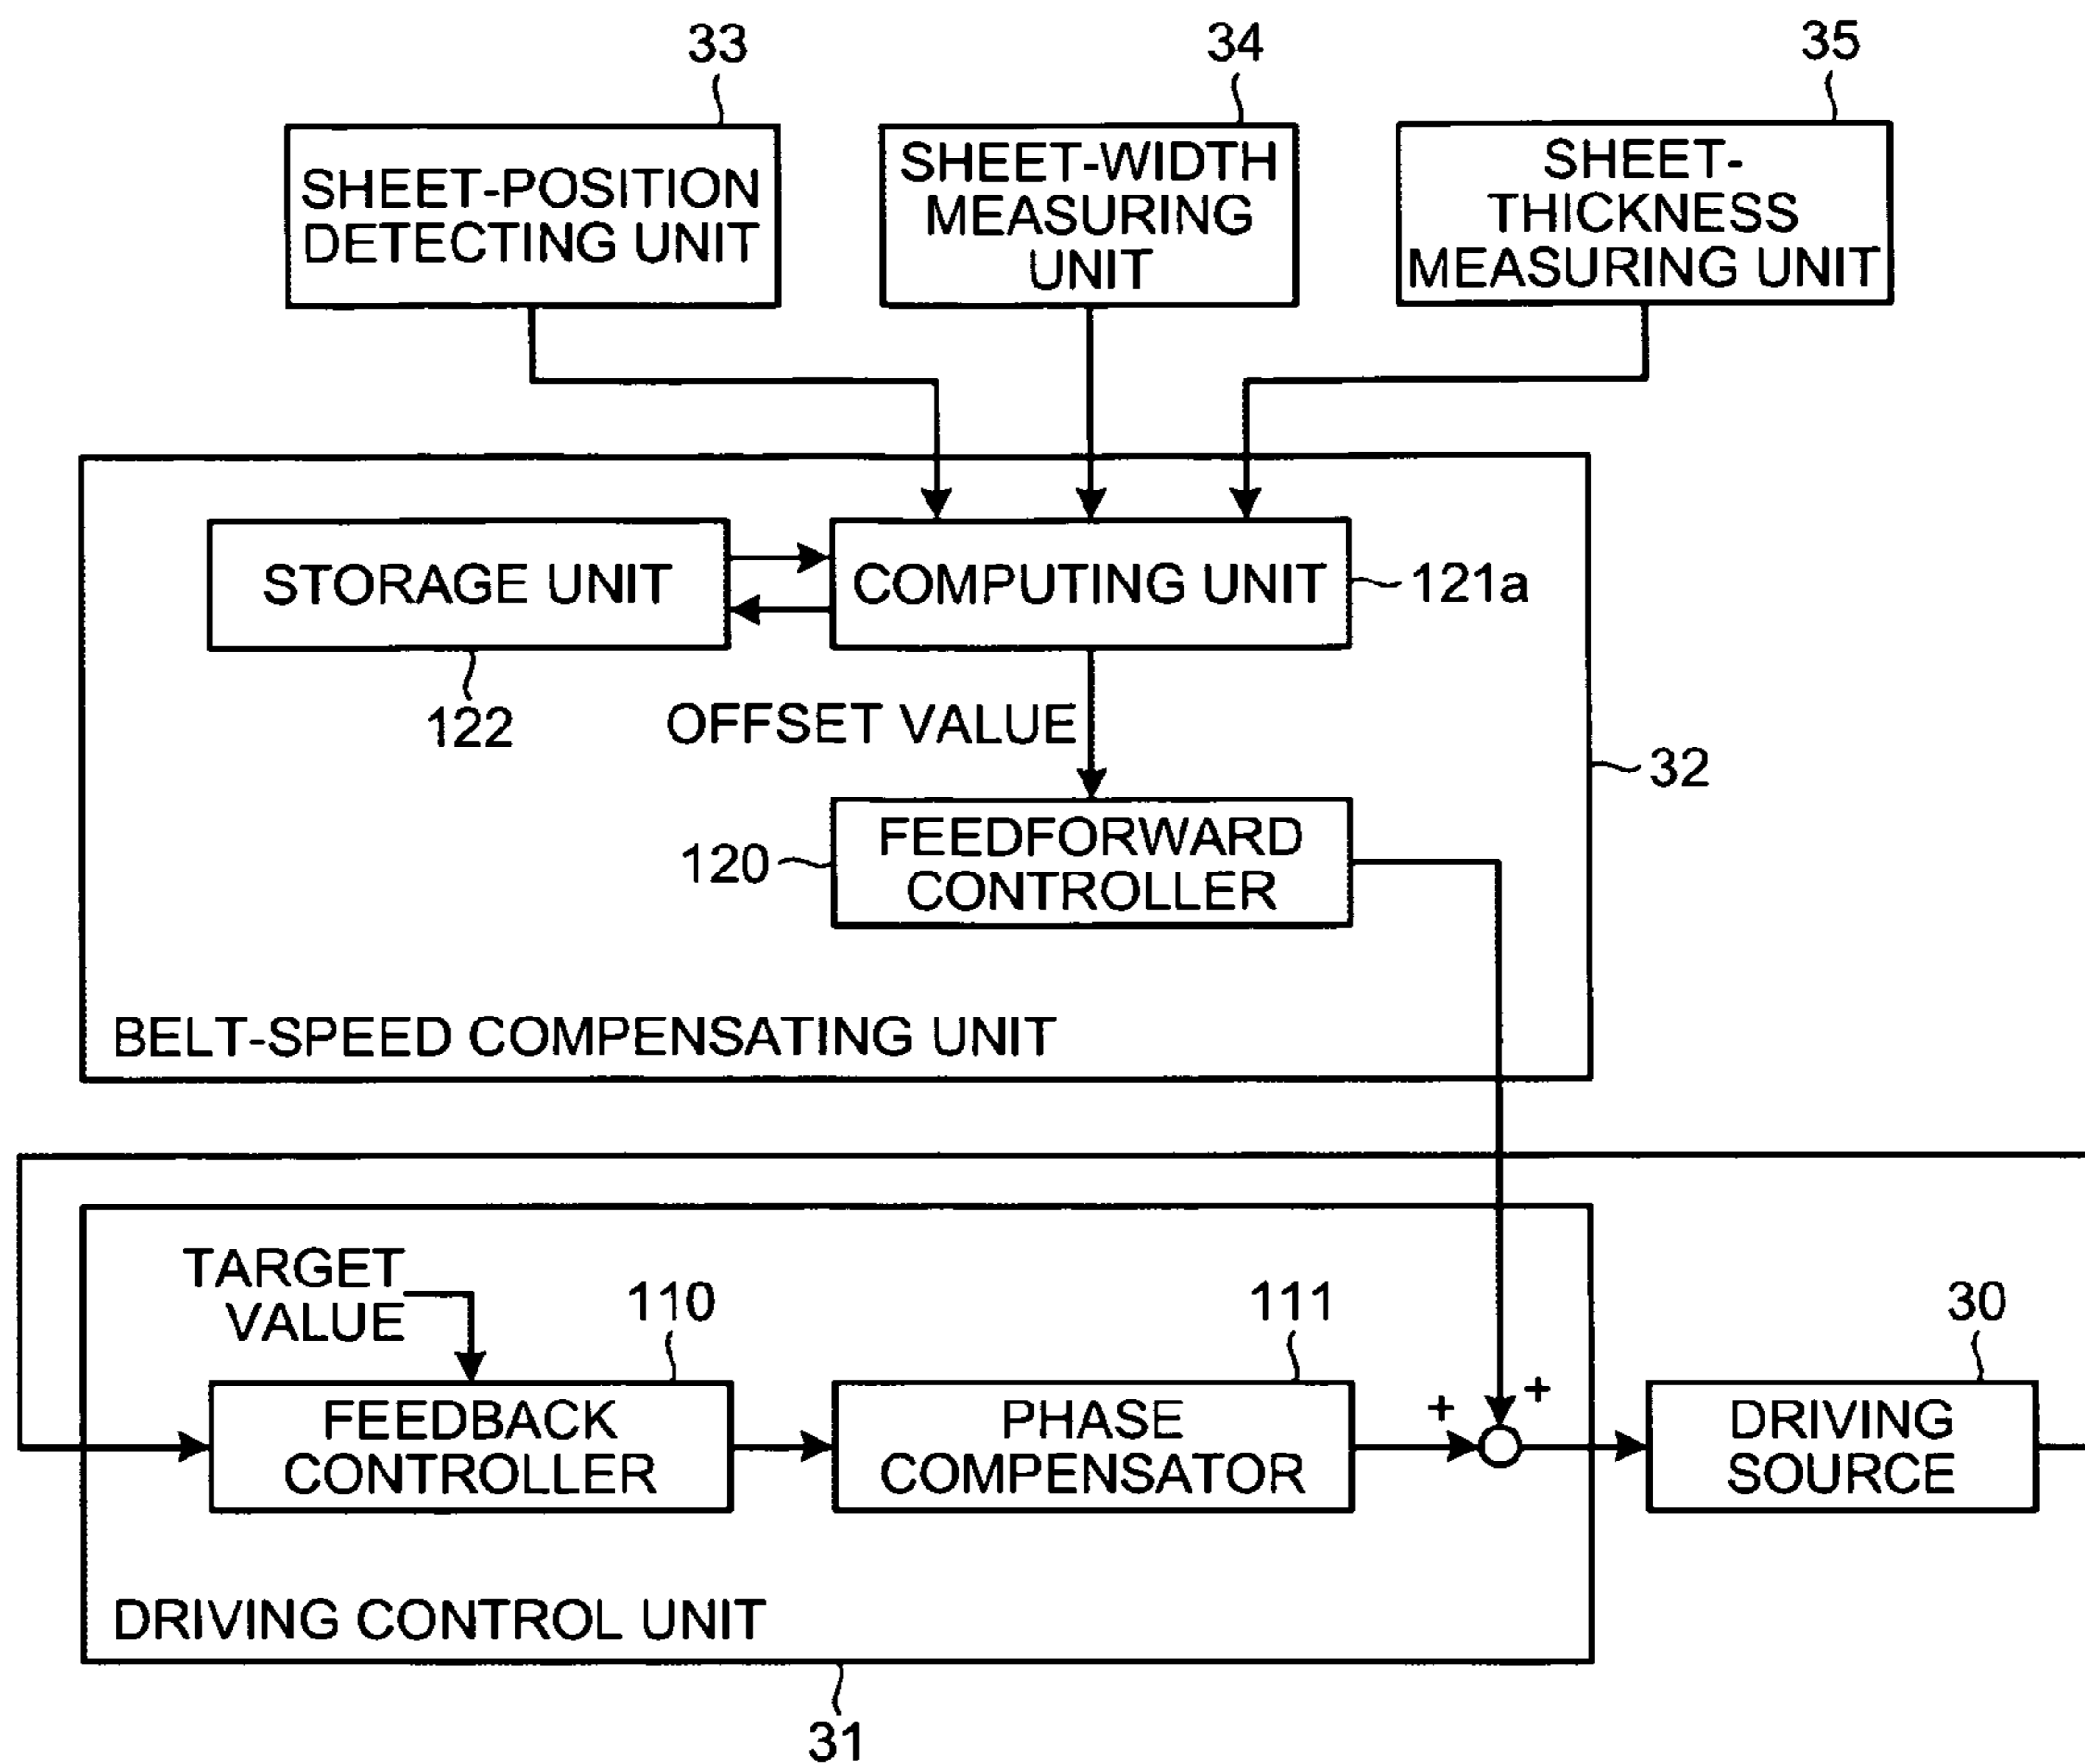 33
34
35
SHEET-POSITION
DETECTING UNIT
SHEET-WIDTH
MEASURING
UNIT
SHEET-
THICKNESS
MEASURING UNIT
STORAGE UNIT
COMPUTING UNIT
121a
122
OFFSET VALUE
32
120
FEEDFORWARD
CONTROLLER
BELT-SPEED COMPENSATING UNIT
TARGET
VALUE
110
111
30
FEEDBACK
CONTROLLER
PHASE
COMPENSATOR
+
+
DRIVING
SOURCE
DRIVING CONTROL UNIT
31